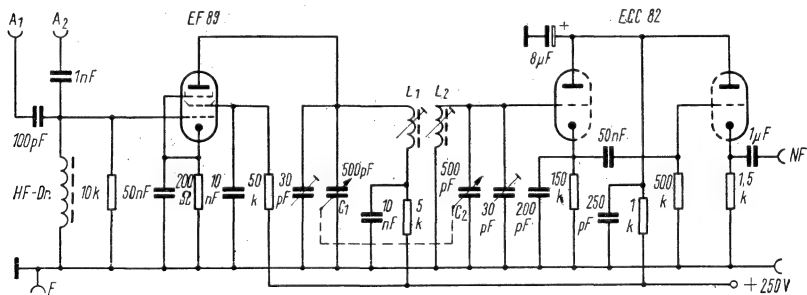 A1
A2
EF 89
ECC 82
1nF
8µF
+
L1
L2
100pF
50nF
1µF
NF
HF-Dr.
10k
50nF
200 Ω
10 nF
50 k
30 pF
500pF
C1
10 nF
5 k
500 pF
C2
30 pF
200 pF
150 k
250 pF
1 k
500 k
1,5 k
E
+ 250V